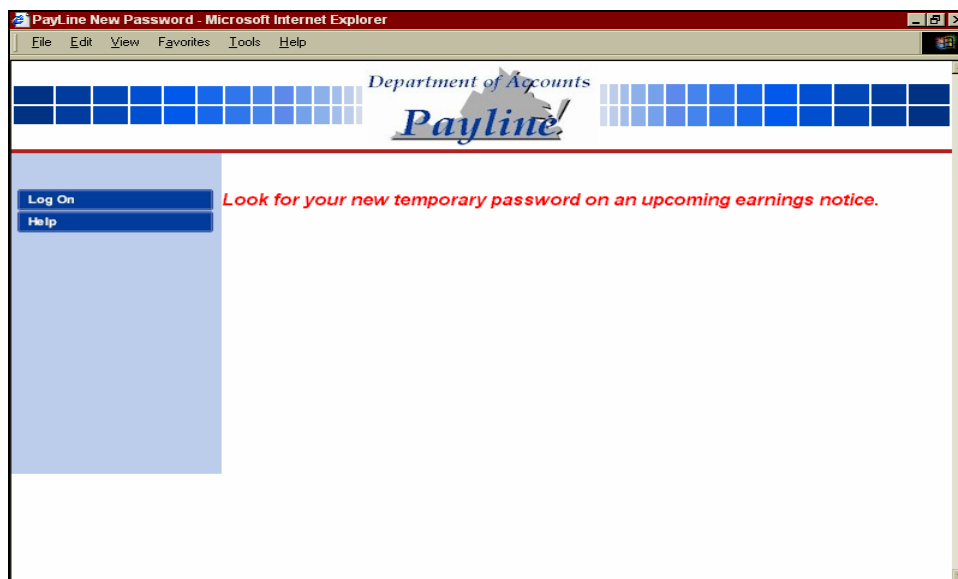 PayLine New Password - Microsoft Internet Explorer
File Edit View Favorites Tools Help
Department of Accounts
Payline
Log On
Help
Look for your new temporary password on an upcoming earnings notice.